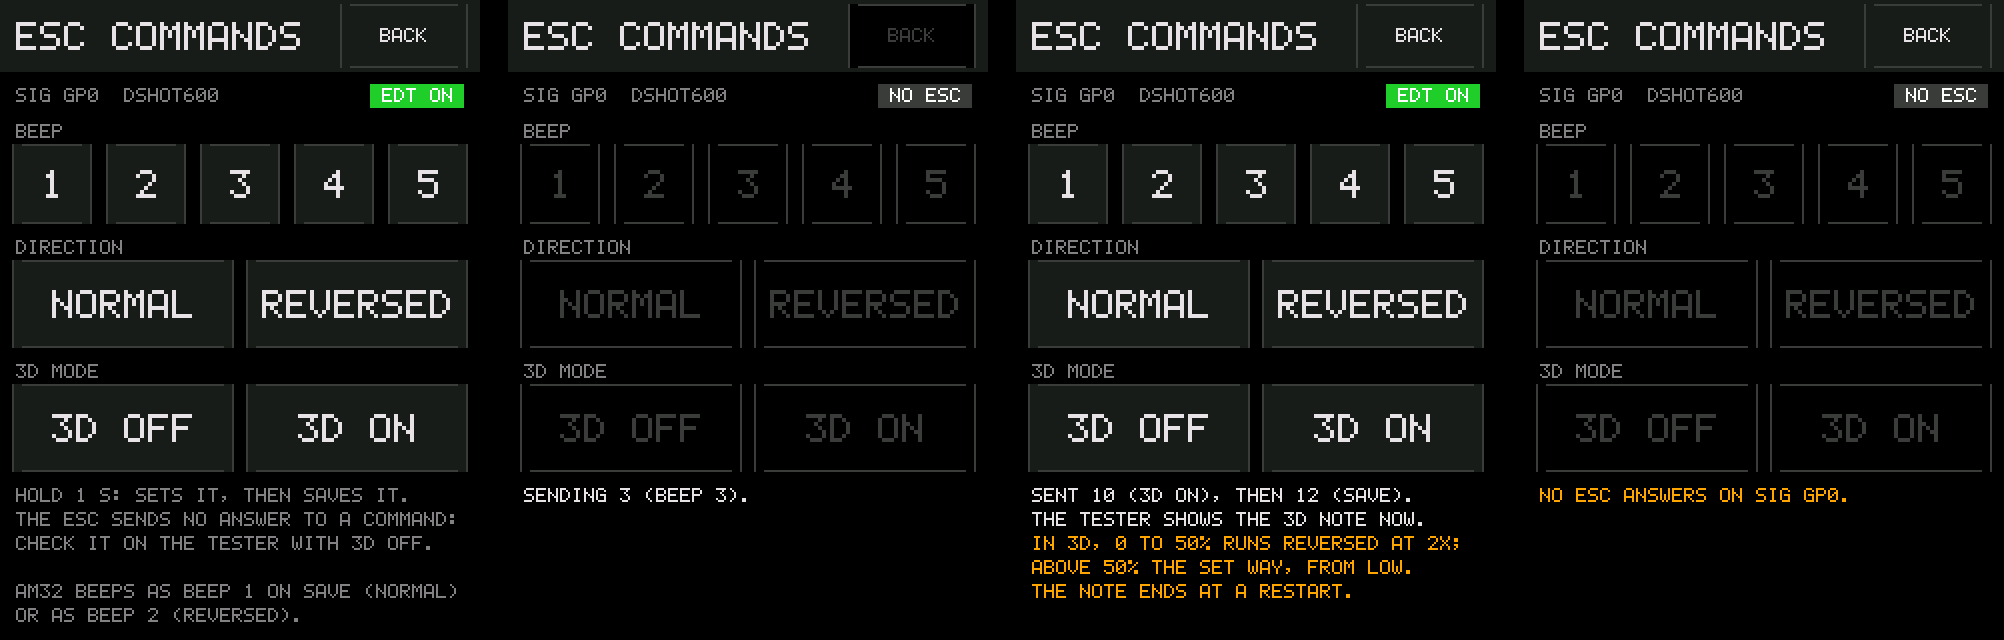 ESC COMMANDS BACK
SIG GP0 DSHOT600 EDT ON
BEEP
1 2 3 4 5
DIRECTION
NORMAL REVERSED
3D MODE
3D OFF 3D ON
HOLD 1 S: SETS IT, THEN SAVES IT.
THE ESC SENDS NO ANSWER TO A COMMAND:
CHECK IT ON THE TESTER WITH 3D OFF.
AM32 BEEPS AS BEEP 1 ON SAVE (NORMAL)
OR AS BEEP 2 (REVERSED).
ESC COMMANDS BACK
SIG GP0 DSHOT600 NO ESC
BEEP
1 2 3 4 5
DIRECTION
NORMAL REVERSED
3D MODE
3D OFF 3D ON
SENDING 3 (BEEP 3).
ESC COMMANDS BACK
SIG GP0 DSHOT600 EDT ON
BEEP
1 2 3 4 5
DIRECTION
NORMAL REVERSED
3D MODE
3D OFF 3D ON
SENT 10 (3D ON), THEN 12 (SAVE).
THE TESTER SHOWS THE 3D NOTE NOW.
IN 3D, 0 TO 50% RUNS REVERSED AT 2X;
ABOVE 50% THE SET WAY, FROM LOW.
THE NOTE ENDS AT A RESTART.
ESC COMMANDS BACK
SIG GP0 DSHOT600 NO ESC
BEEP
1 2 3 4 5
DIRECTION
NORMAL REVERSED
3D MODE
3D OFF 3D ON
NO ESC ANSWERS ON SIG GP0.